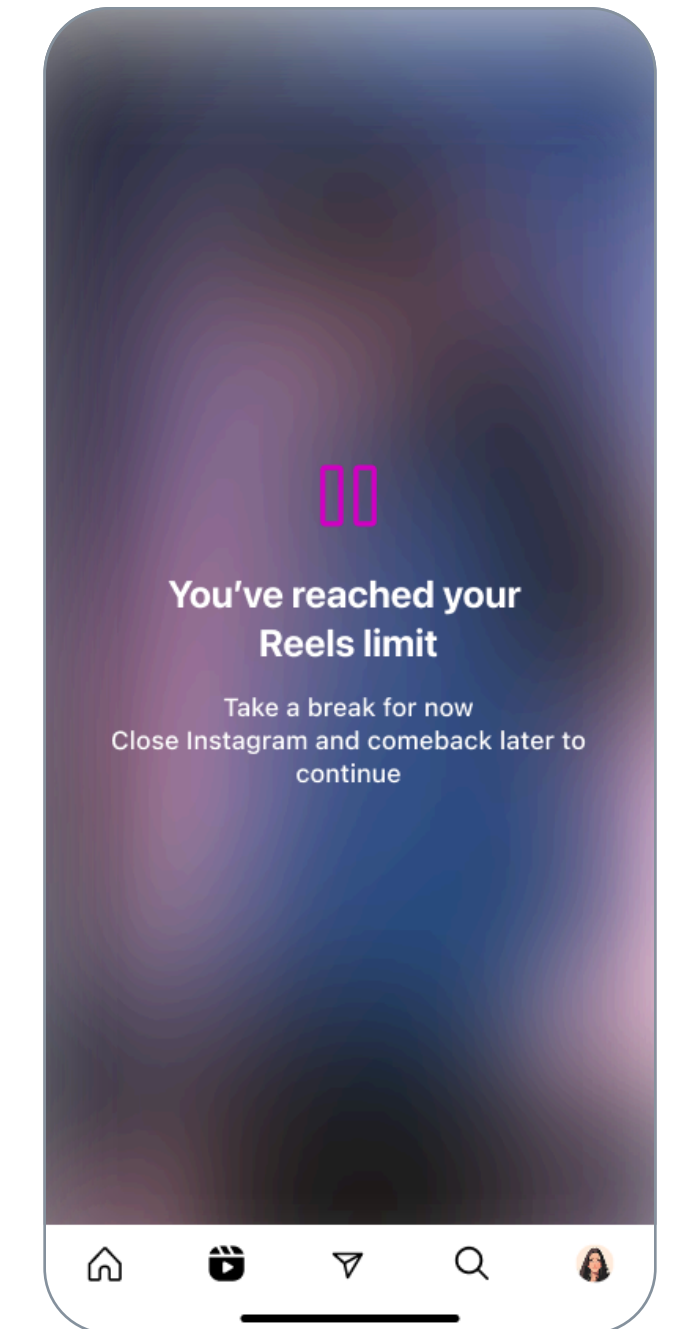 You’ve reached your
Reels limit
Take a break for now
Close Instagram and comeback later to
continue